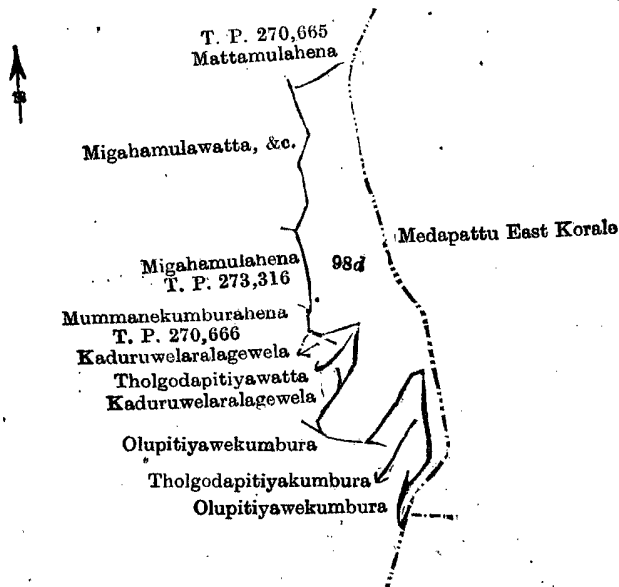 T. P. 270,665
Mattamulahena
Migahamulawatta, &c.
Medapattu East Korale
Migahamulahena
98d
T. P. 273,316
Mummanekumburahena
T. P. 270,666
Kaduruwelaralagewela
Tholgodapitiyawatta
Kaduruwelaralagewela
Olupitiyawekumbura
Tholgodapitiyakumbura
Olupitiyawekumbura